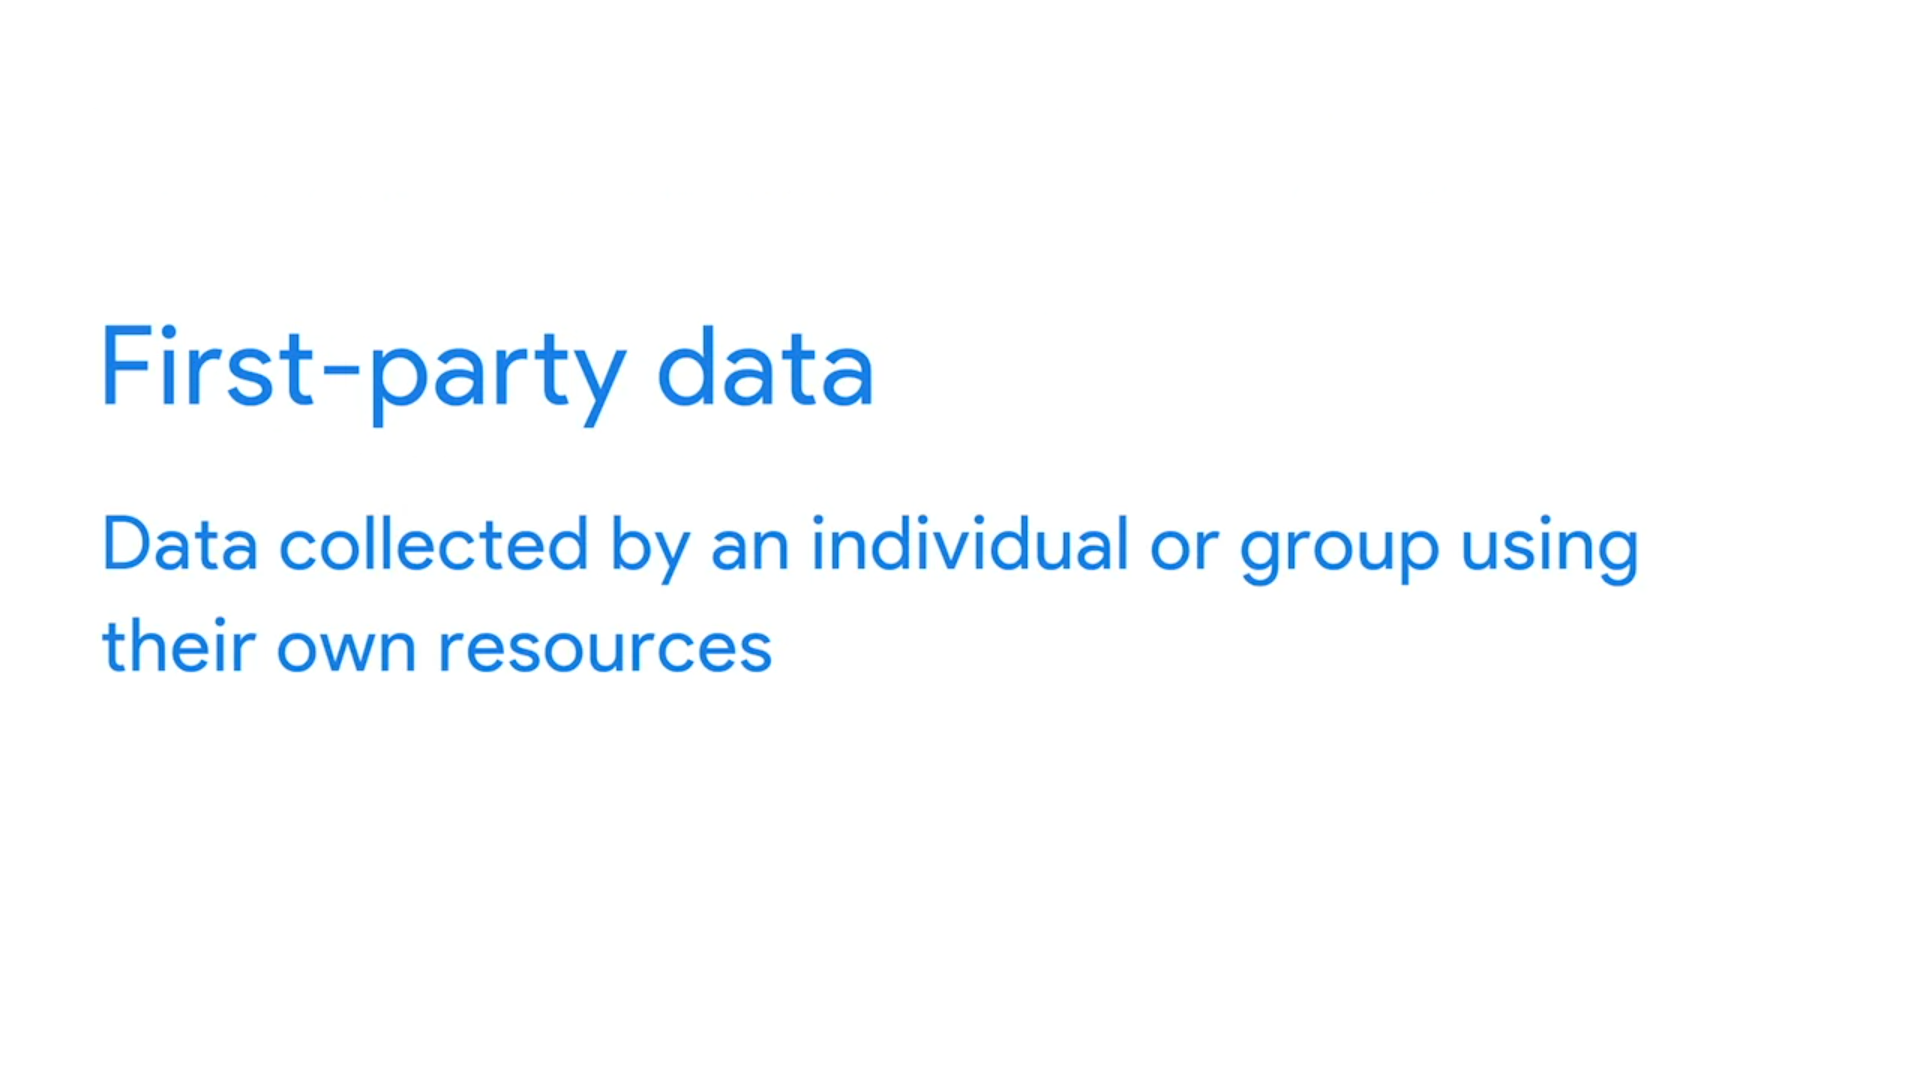 First-party data
Data collected by an individual or group using
their own resources